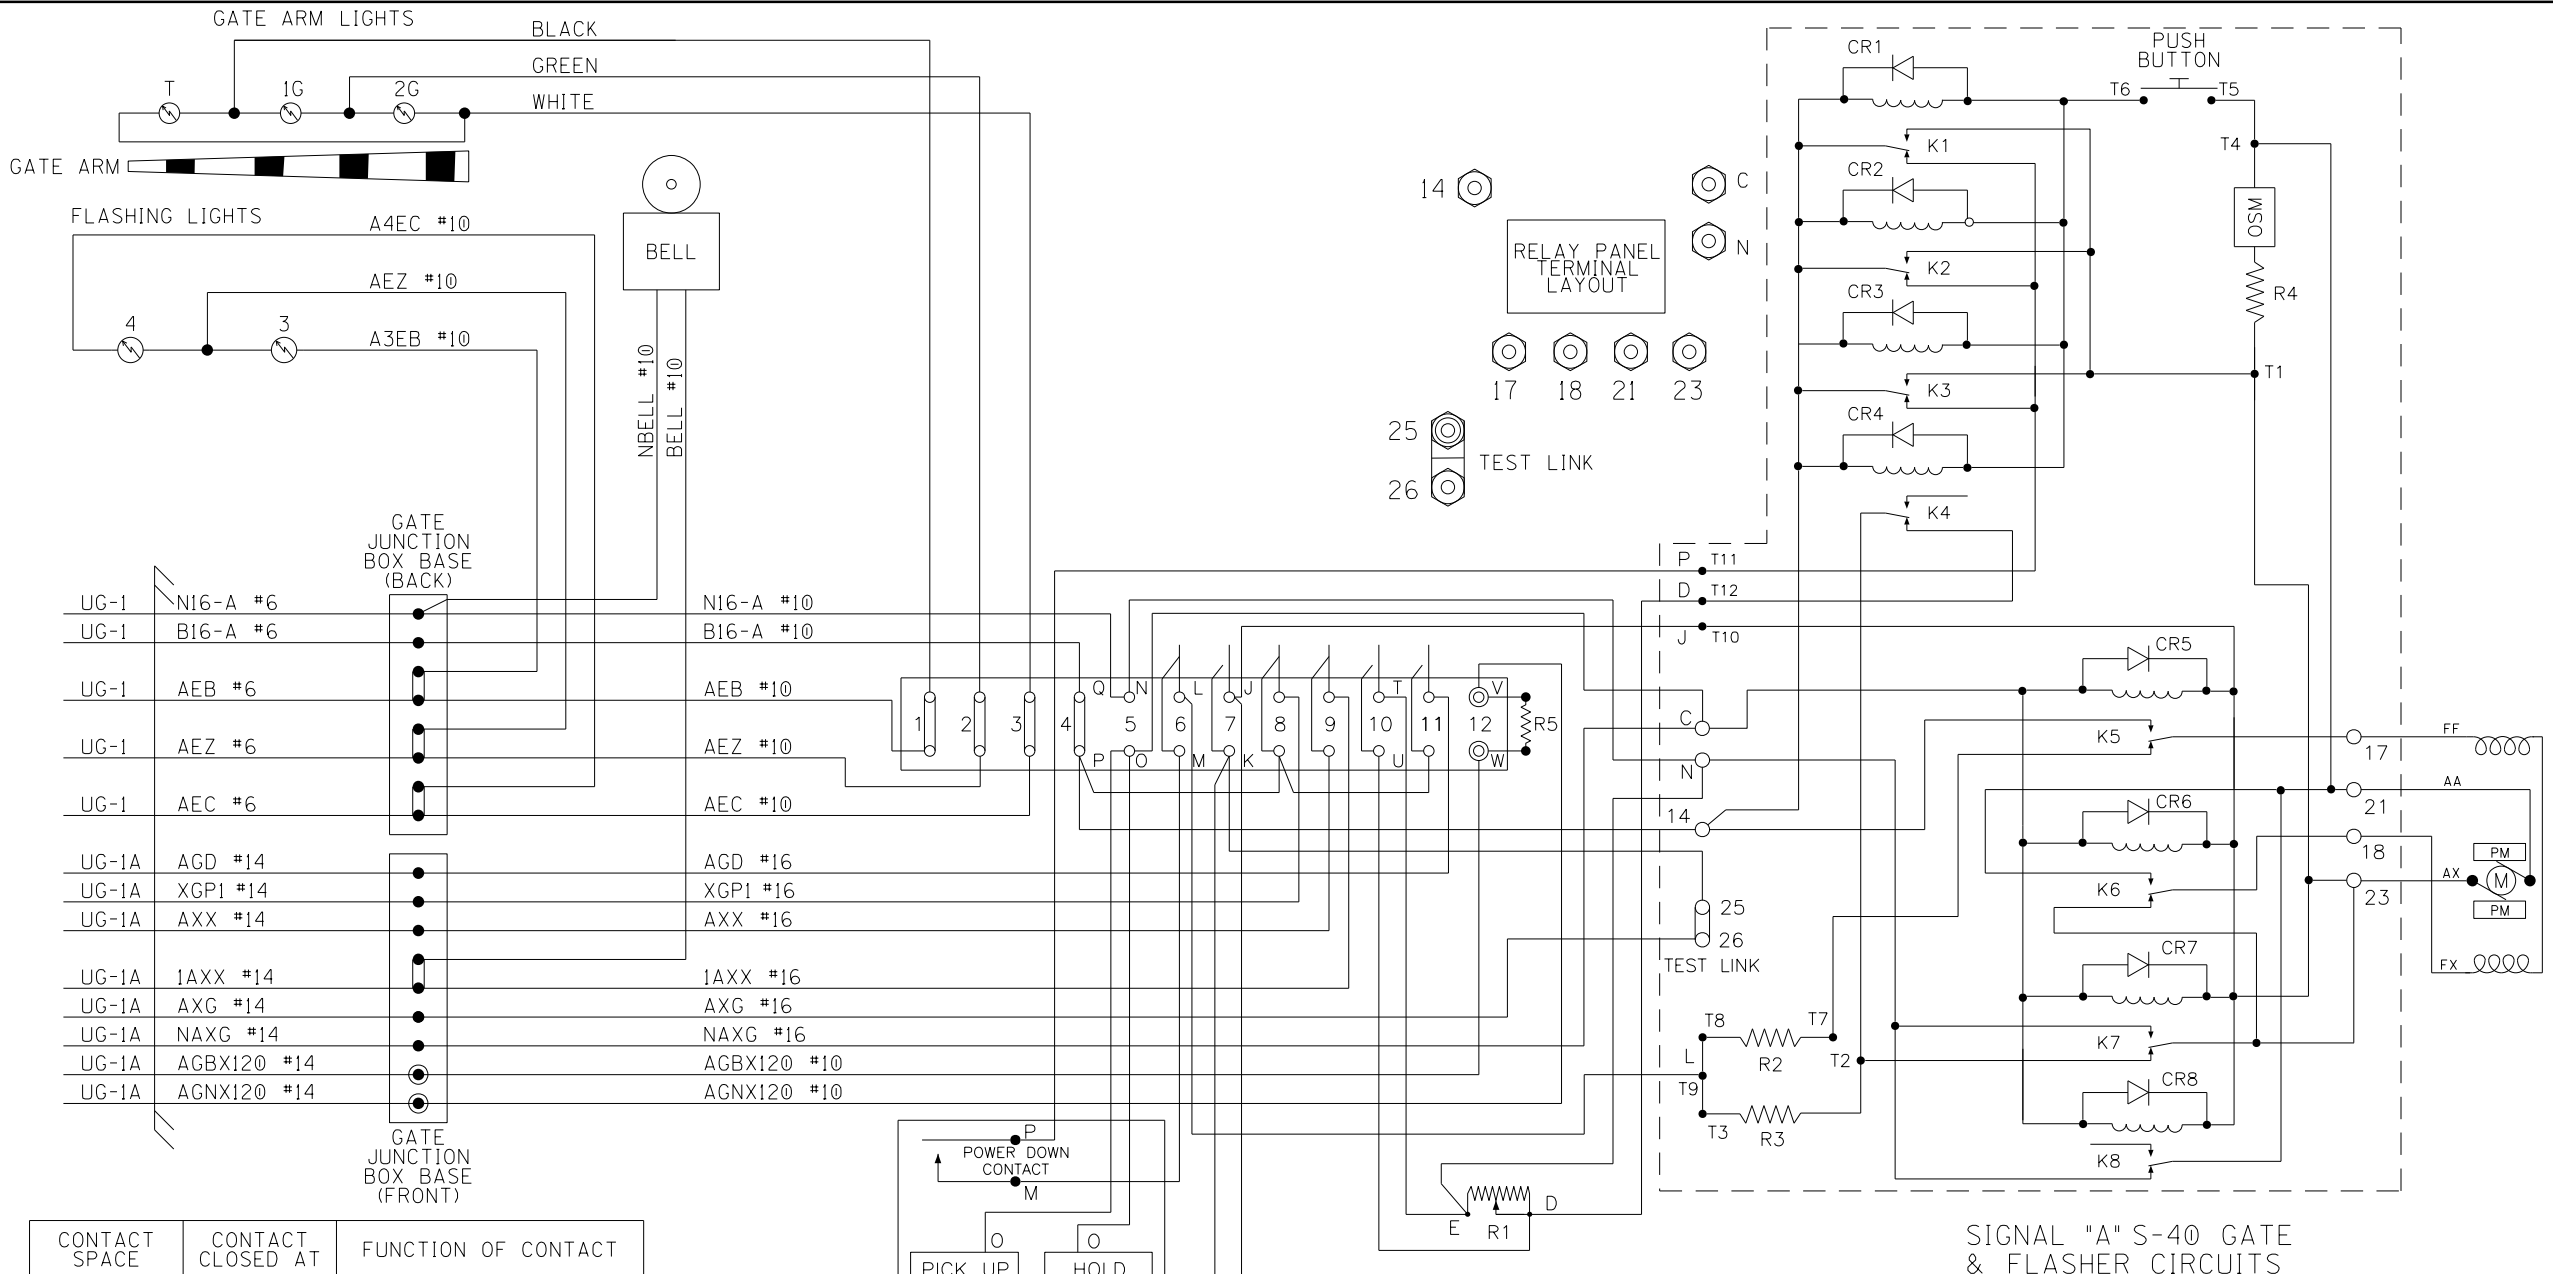 GATE ARM LIGHTS
BLACK
GREEN
WHITE
T
1G
2G
GATE ARM
FLASHING LIGHTS
A4EC #10
AEZ #10
A3EB #10
4
3
BELL
NBELL #10
BELL #10
GATE
JUNCTION
BOX BASE
(BACK)
UG-1 N16-A #6 N16-A #10
UG-1 B16-A #6 B16-A #10
UG-1 AEB #6 AEB #10
UG-1 AEZ #6 AEZ #10
UG-1 AEC #6 AEC #10
UG-1A AGD #14 AGD #16
UG-1A XGP1 #14 XGP1 #16
UG-1A AXX #14 AXX #16
UG-1A 1AXX #14 1AXX #16
UG-1A AXG #14 AXG #16
UG-1A NAXG #14 NAXG #16
UG-1A AGBX120 #14 AGBX120 #10
UG-1A AGNX120 #14 AGNX120 #10
GATE
JUNCTION
BOX BASE
(FRONT)
CONTACT
SPACE
CONTACT
CLOSED AT
FUNCTION OF CONTACT
Q N L J T V
1 2 3 4 5 6 7 8 9 10 11 12 R5
P O M K U W
P
POWER DOWN
CONTACT
M
O
O
PICK UP
HOLD
E
R1
D
14
C
N
RELAY PANEL
TERMINAL
LAYOUT
17 18 21 23
25
TEST LINK
26
CR1
PUSH
BUTTON
T6
T5
K1
T4
CR2
OSM
K2
CR3
R4
T1
K3
CR4
K4
P T11
D T12
J T10
CR5
C
K5
17
FF
N
21
AA
14
CR6
18
K6
23
AX
PM
M
PM
FX
25
26
TEST LINK
CR7
T8
T7
L
R2
T2
K7
T9
CR8
T3
R3
K8
SIGNAL "A" S-40 GATE
& FLASHER CIRCUITS